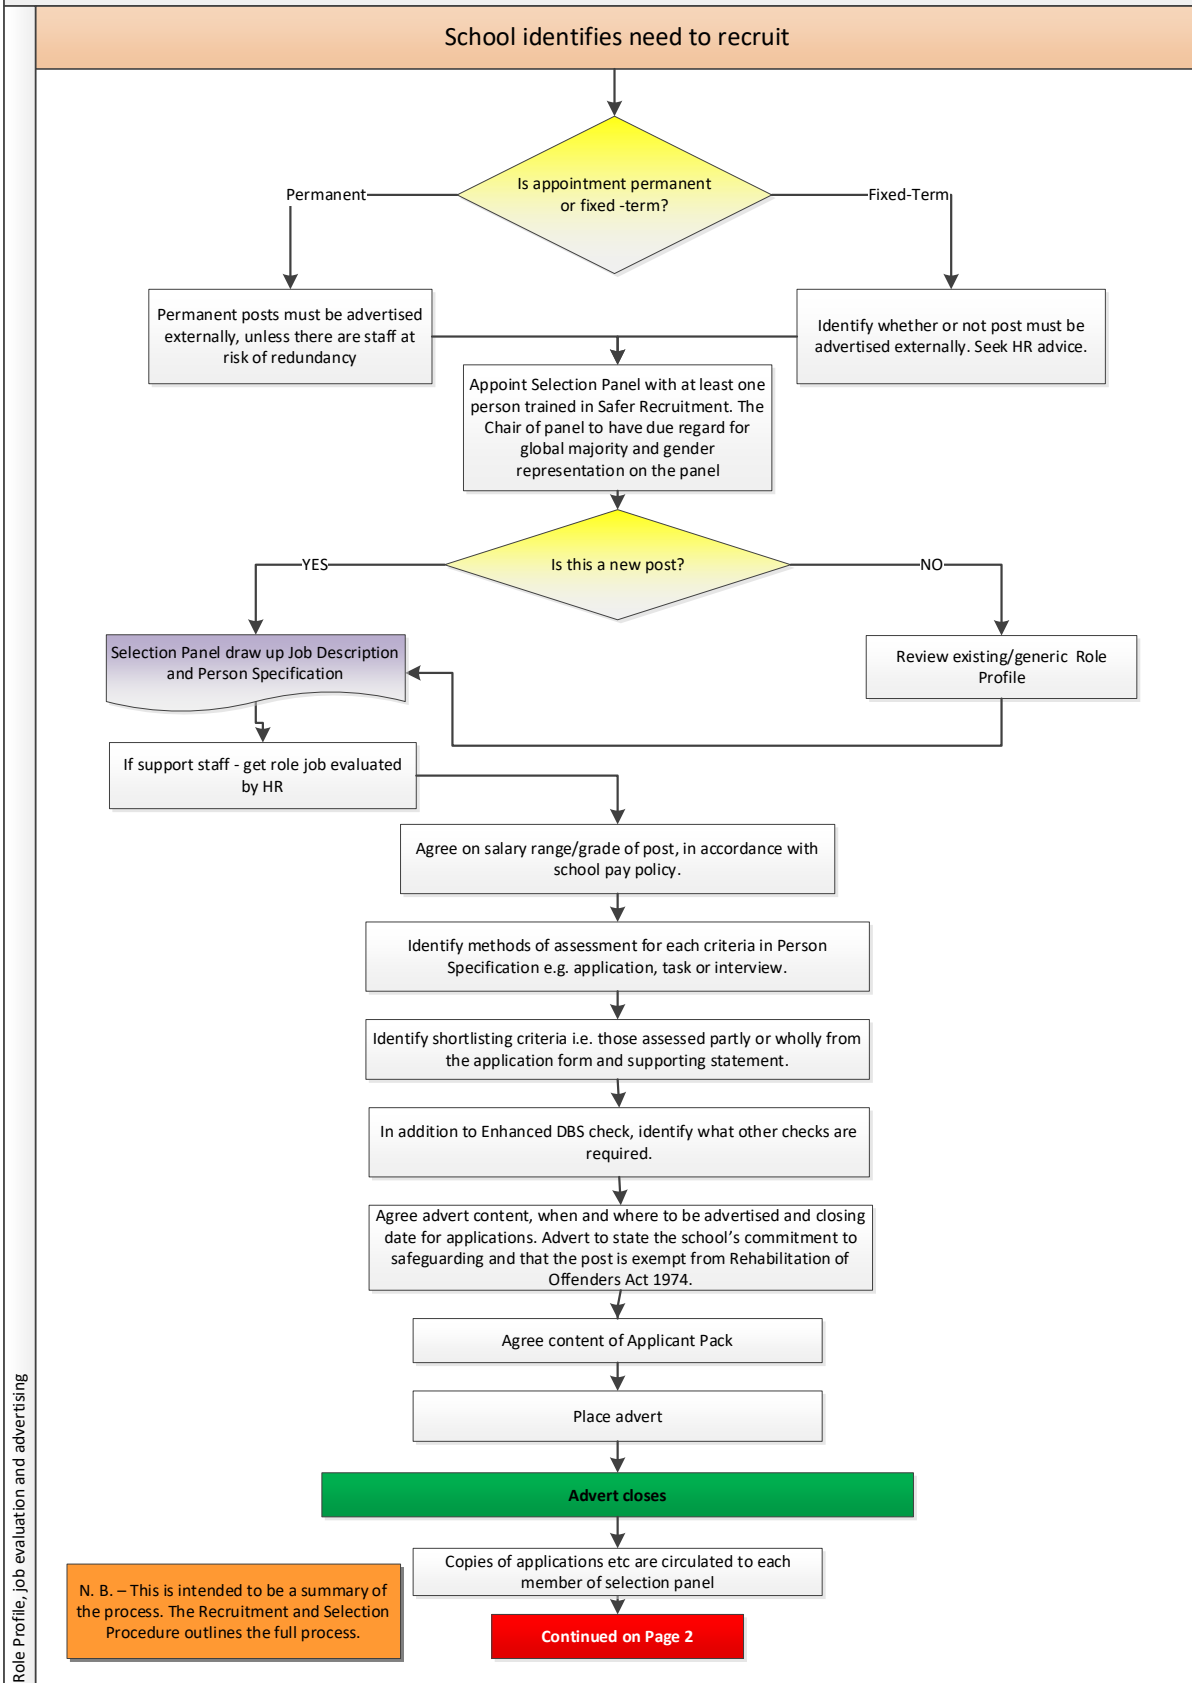 School identifies need to recruit
Is appointment permanent
or fixed -term?
Permanent
Fixed-Term
Permanent posts must be advertised
externally, unless there are staff at
risk of redundancy
Identify whether or not post must be
advertised externally. Seek HR advice.
Appoint Selection Panel with at least one
person trained in Safer Recruitment. The
Chair of panel to have due regard for
global majority and gender
representation on the panel
Is this a new post?
YES
NO
Selection Panel draw up Job Description
and Person Specification
Review existing/generic  Role
Profile
If support staff - get role job evaluated
by HR
Agree on salary range/grade of post, in accordance with
school pay policy.
Identify methods of assessment for each criteria in Person
Specification e.g. application, task or interview.
Identify shortlisting criteria i.e. those assessed partly or wholly from
the application form and supporting statement.
In addition to Enhanced DBS check, identify what other checks are
required.
Agree advert content, when and where to be advertised and closing
date for applications. Advert to state the school’s commitment to
safeguarding and that the post is exempt from Rehabilitation of
Offenders Act 1974.
Agree content of Applicant Pack
Place advert
Advert closes
Copies of applications etc are circulated to each
member of selection panel
Continued on Page 2
N. B. – This is intended to be a summary of
the process. The Recruitment and Selection
Procedure outlines the full process.
Role Profile, job evaluation and advertising